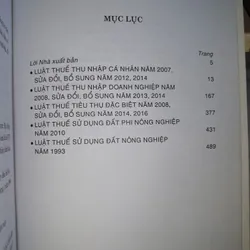 MỤC LỤC
Trang
Lời Nhà xuất bản 5
• LUẬT THUẾ THU NHẬP CÁ NHÂN NĂM 2007,
SỬA ĐỔI, BỔ SUNG NĂM 2012, 2014 13
• LUẬT THUẾ THU NHẬP DOANH NGHIỆP NĂM
2008, SỬA ĐỔI, BỔ SUNG NĂM 2013, 2014 167
• LUẬT THUẾ TIÊU THỤ ĐẶC BIỆT NĂM 2008,
SỬA ĐỔI, BỔ SUNG NĂM 2014, 2016 377
• LUẬT THUẾ SỬ DỤNG ĐẤT PHI NÔNG NGHIỆP
NĂM 2010 431
• LUẬT THUẾ SỬ DỤNG ĐẤT NÔNG NGHIỆP
NĂM 1993 489